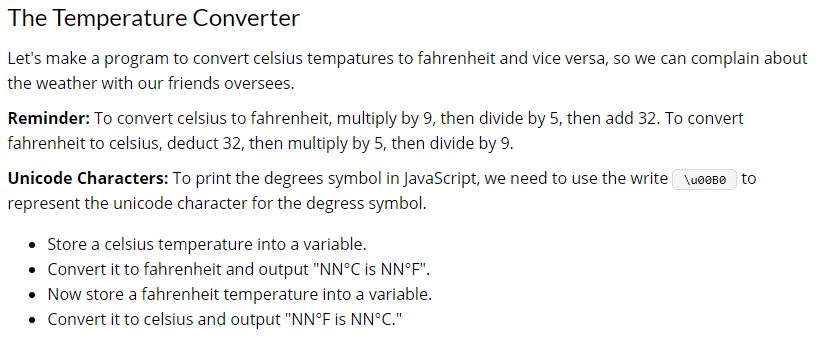 The Temperature Converter
Let's make a program to convert celsius tempatures to fahrenheit and vice versa, so we can complain about
the weather with our friends oversees.
Reminder: To convert celsius to fahrenheit, multiply by 9, then divide by 5, then add 32. To convert
fahrenheit to celsius, deduct 32, then multiply by 5, then divide by 9.
Unicode Characters: To print the degrees symbol in JavaScript, we need to use the write \u00B0 to
represent the unicode character for the degress symbol.
• Store a celsius temperature into a variable.
• Convert it to fahrenheit and output "NN°C is NN°F".
• Now store a fahrenheit temperature into a variable.
• Convert it to celsius and output "NN°F is NN°C."